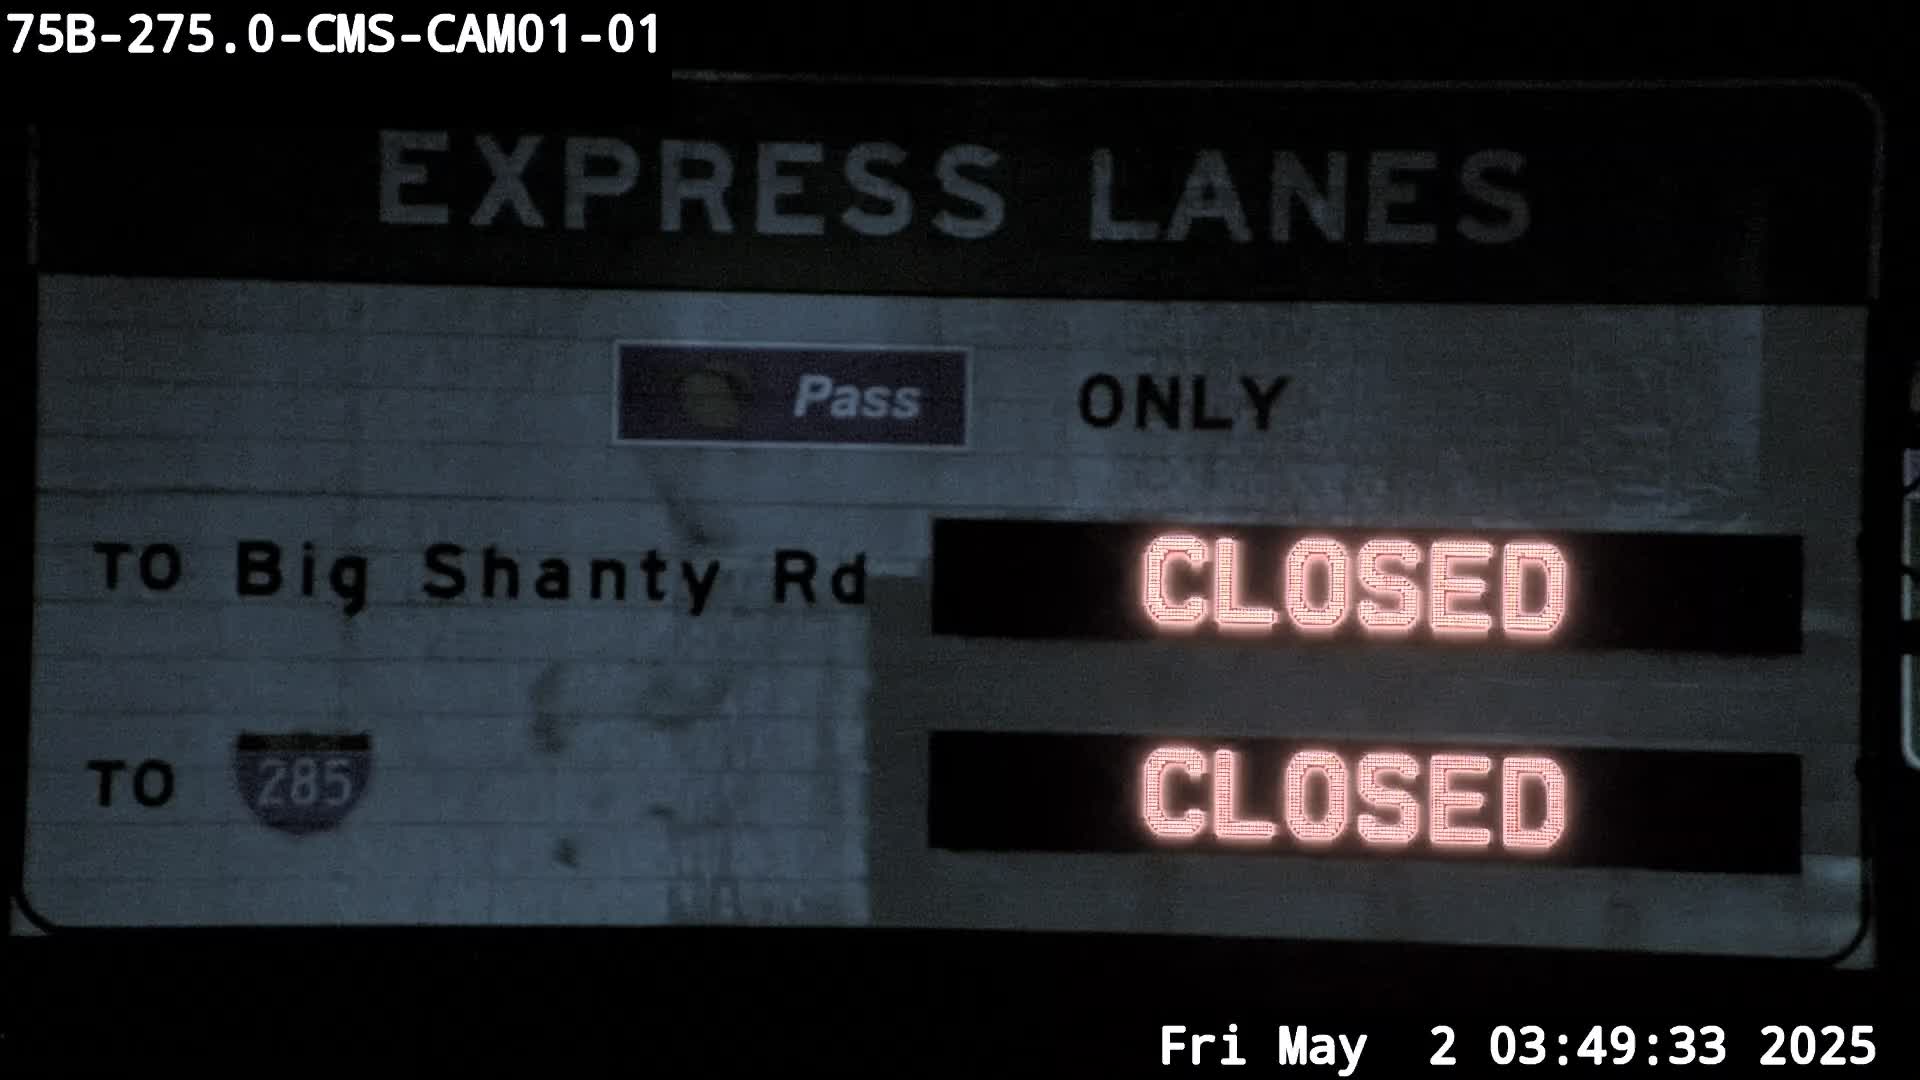 75B-275.0-CMS-CAM01-01
EXPRESS LANES
Pass ONLY
TO Big Shanty Rd CLOSED
TO 285 CLOSED
Fri May 2 03:49:33 2025